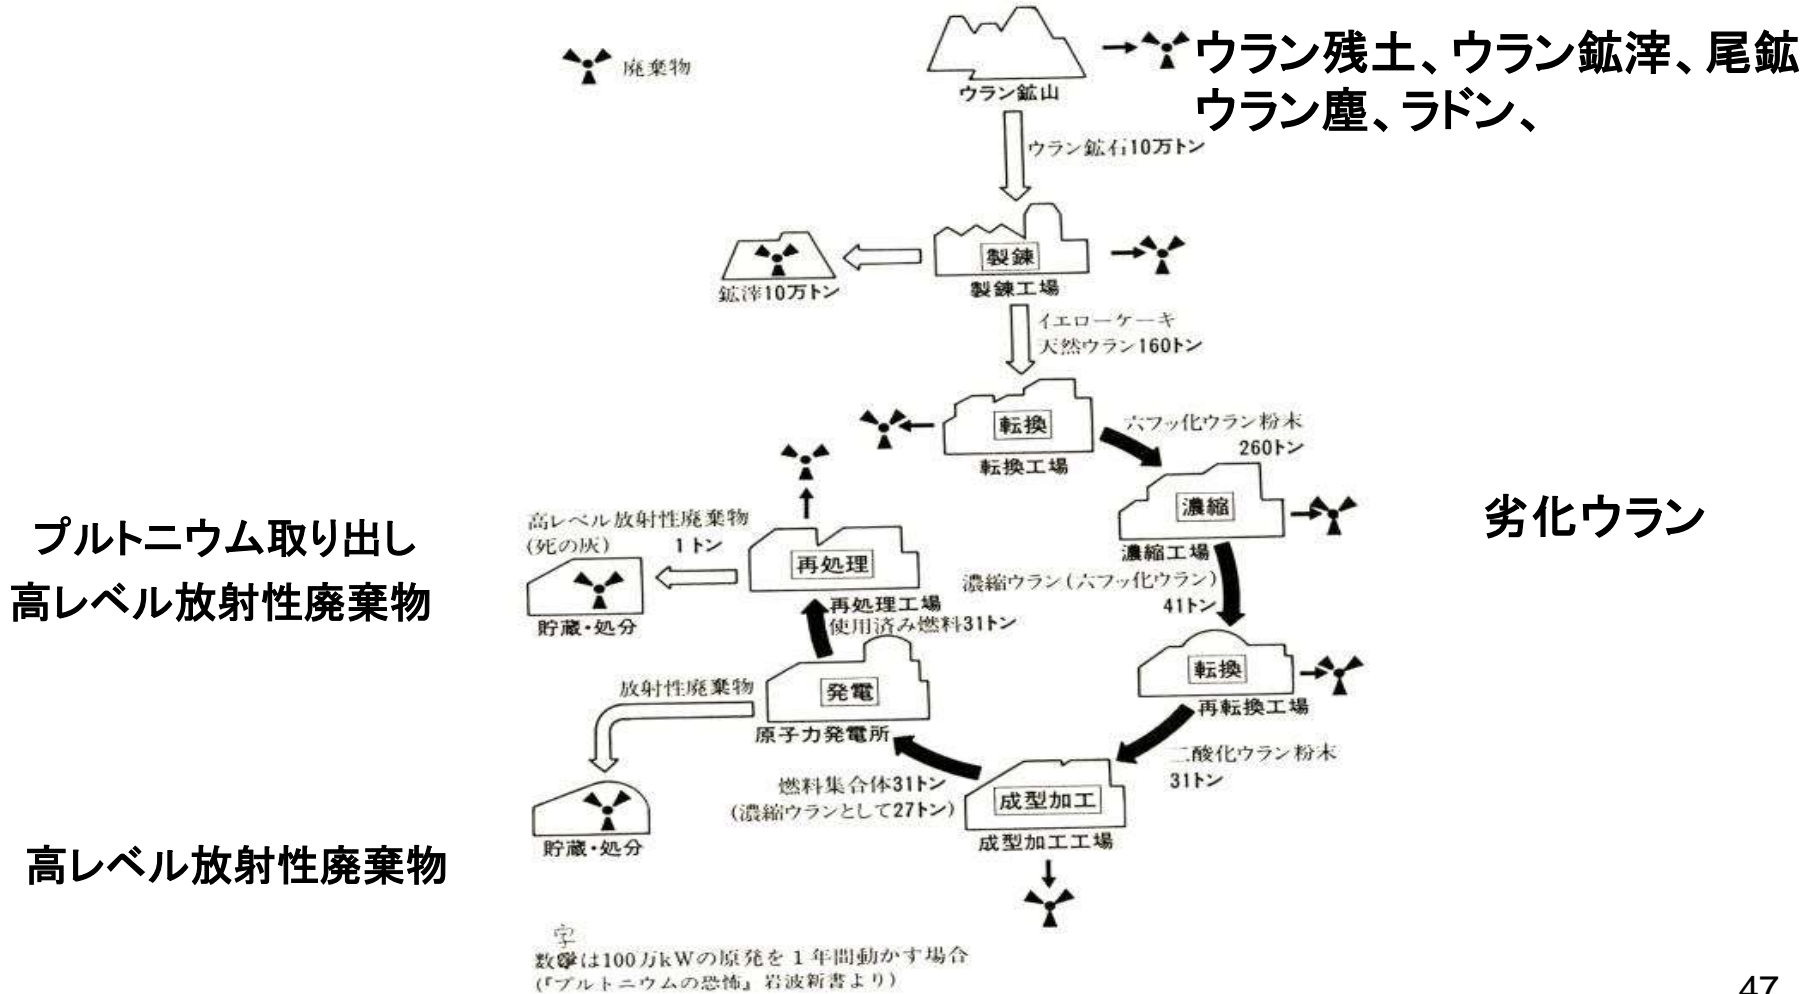 廃棄物
ウラン残土、ウラン鉱滓、尾鉱
ウラン塵、ラドン、
ウラン鉱山
ウラン鉱石10万トン
製錬
製錬工場
鉱滓10万トン
イエローケーキ
天然ウラン160トン
転換
転換工場
六フッ化ウラン粉末
260トン
濃縮
濃縮工場
劣化ウラン
濃縮ウラン(六フッ化ウラン)
41トン
転換
再転換工場
二酸化ウラン粉末
31トン
成型加工
成型加工工場
燃料集合体31トン
(濃縮ウランとして27トン)
発電
原子力発電所
放射性廃棄物
貯蔵・処分
高レベル放射性廃棄物
使用済み燃料31トン
再処理
再処理工場
高レベル放射性廃棄物
(死の灰) 1トン
貯蔵・処分
プルトニウム取り出し
高レベル放射性廃棄物
字
数は100万kWの原発を1年間動かす場合
(『プルトニウムの恐怖』岩波新書より)
47